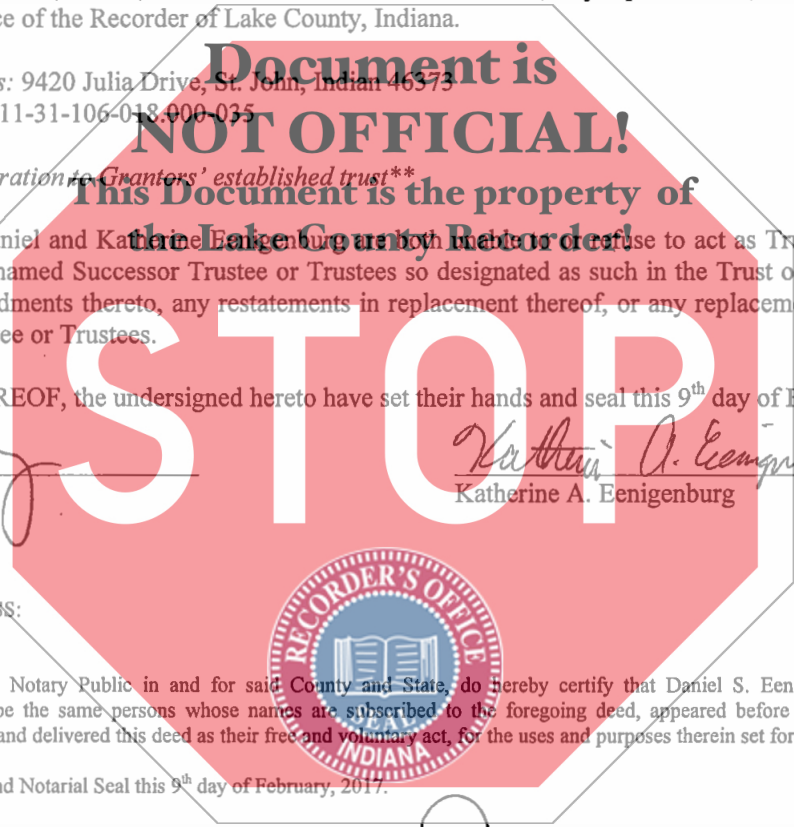 ce of the Recorder of Lake County, Indiana.
Document is
s: 9420 Julia Drive, St. John, Indian 46373
11-31-106-018.000-035
NOT OFFICIAL!
ration to Grantors' established trust**
This Document is the property of
the Lake County Recorder!
niel and Katherine Eenigenburg are both unable to or refuse to act as Tr
named Successor Trustee or Trustees so designated as such in the Trust o
dments thereto, any restatements in replacement thereof, or any replacem
ee or Trustees.
STOP
REOF, the undersigned hereto have set their hands and seal this 9th day of F
Katherine A. Eenigenburg
RECORDER'S OFFICE
SEAL
INDIANA
SS:
Notary Public in and for said County and State, do hereby certify that Daniel S. Een
be the same persons whose names are subscribed to the foregoing deed, appeared before
and delivered this deed as their free and voluntary act, for the uses and purposes therein set for
nd Notarial Seal this 9th day of February, 2017.